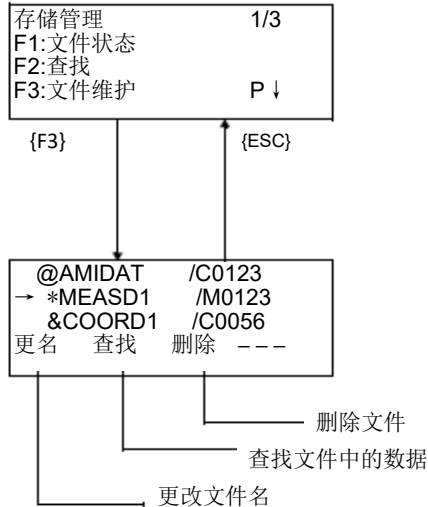 存储管理 1/3
F1:文件状态
F2:查找
F3:文件维护 P↓
{F3} {ESC}
@AMIDAT /C0123
→ *MEASD1 /M0123
&COORD1 /C0056
更名 查找 删除 – – –
删除文件
查找文件中的数据
更改文件名